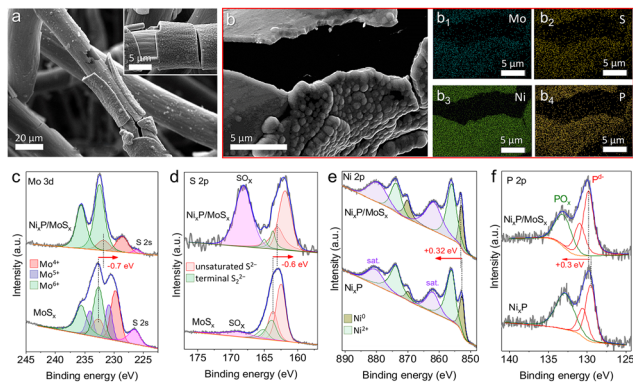 a
5 μm
20 μm
b
5 μm
b₁ Mo
5 μm
b₂ S
5 μm
b₃ Ni
5 μm
b₄ P
5 μm
c
Mo 3d
NiₓP/MoSₓ
S 2s
-0.7 eV
Mo⁴⁺
Mo⁵⁺
Mo⁶⁺
MoSₓ
S 2s
Intensity (a.u.)
245 240 235 230 225
Binding energy (eV)
d
S 2p
SOₓ
NiₓP/MoSₓ
-0.6 eV
unsaturated S²⁻
terminal S₂²⁻
MoSₓ
SOₓ
Intensity (a.u.)
175 170 165 160
Binding energy (eV)
e
Ni 2p
NiₓP/MoSₓ
+0.32 eV
sat.
sat.
NiₓP
Ni⁰
Ni²⁺
Intensity (a.u.)
890 880 870 860 850
Binding energy (eV)
f
P 2p
POₓ
Pᵟ⁻
NiₓP/MoSₓ
+0.3 eV
NiₓP
Intensity (a.u.)
141 135 130 125
Binding energy (eV)